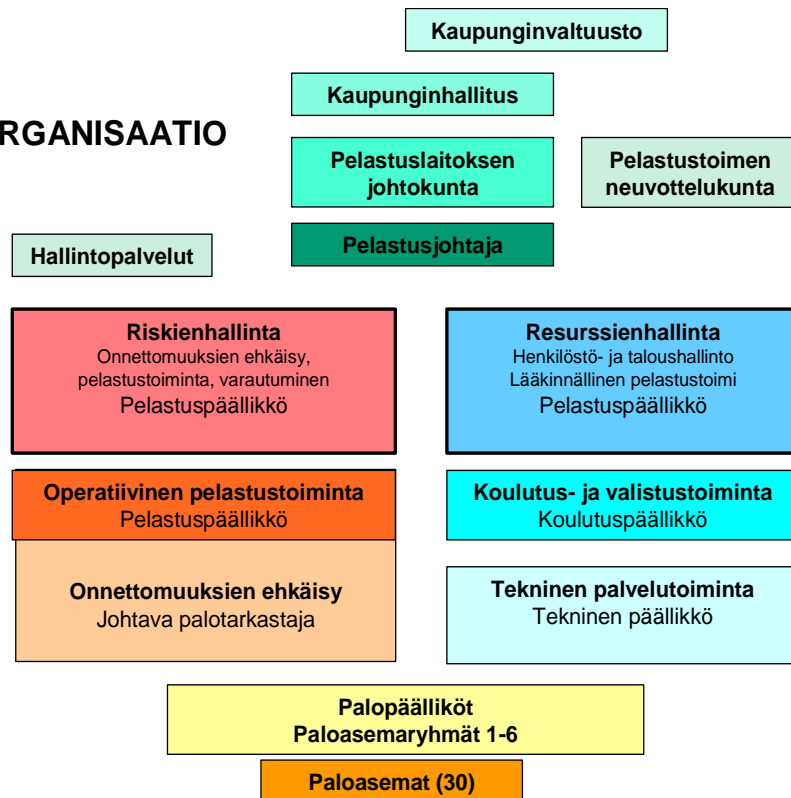 Kaupunginvaltuusto
Kaupunginhallitus
RGANISAATIO
Pelastuslaitoksen
johtokunta
Pelastustoimen
neuvottelukunta
Pelastusjohtaja
Hallintopalvelut
Riskienhallinta
Onnettomuuksien ehkäisy,
pelastustoiminta, varautuminen
Pelastuspäällikkö
Resurssienhallinta
Henkilöstö- ja taloushallinto
Lääkinnällinen pelastustoimi
Pelastuspäällikkö
Operatiivinen pelastustoiminta
Pelastuspäällikkö
Koulutus- ja valistustoiminta
Koulutuspäällikkö
Onnettomuuksien ehkäisy
Johtava palotarkastaja
Tekninen palvelutoiminta
Tekninen päällikkö
Palopäälliköt
Paloasemaryhmät 1-6
Paloasemat (30)